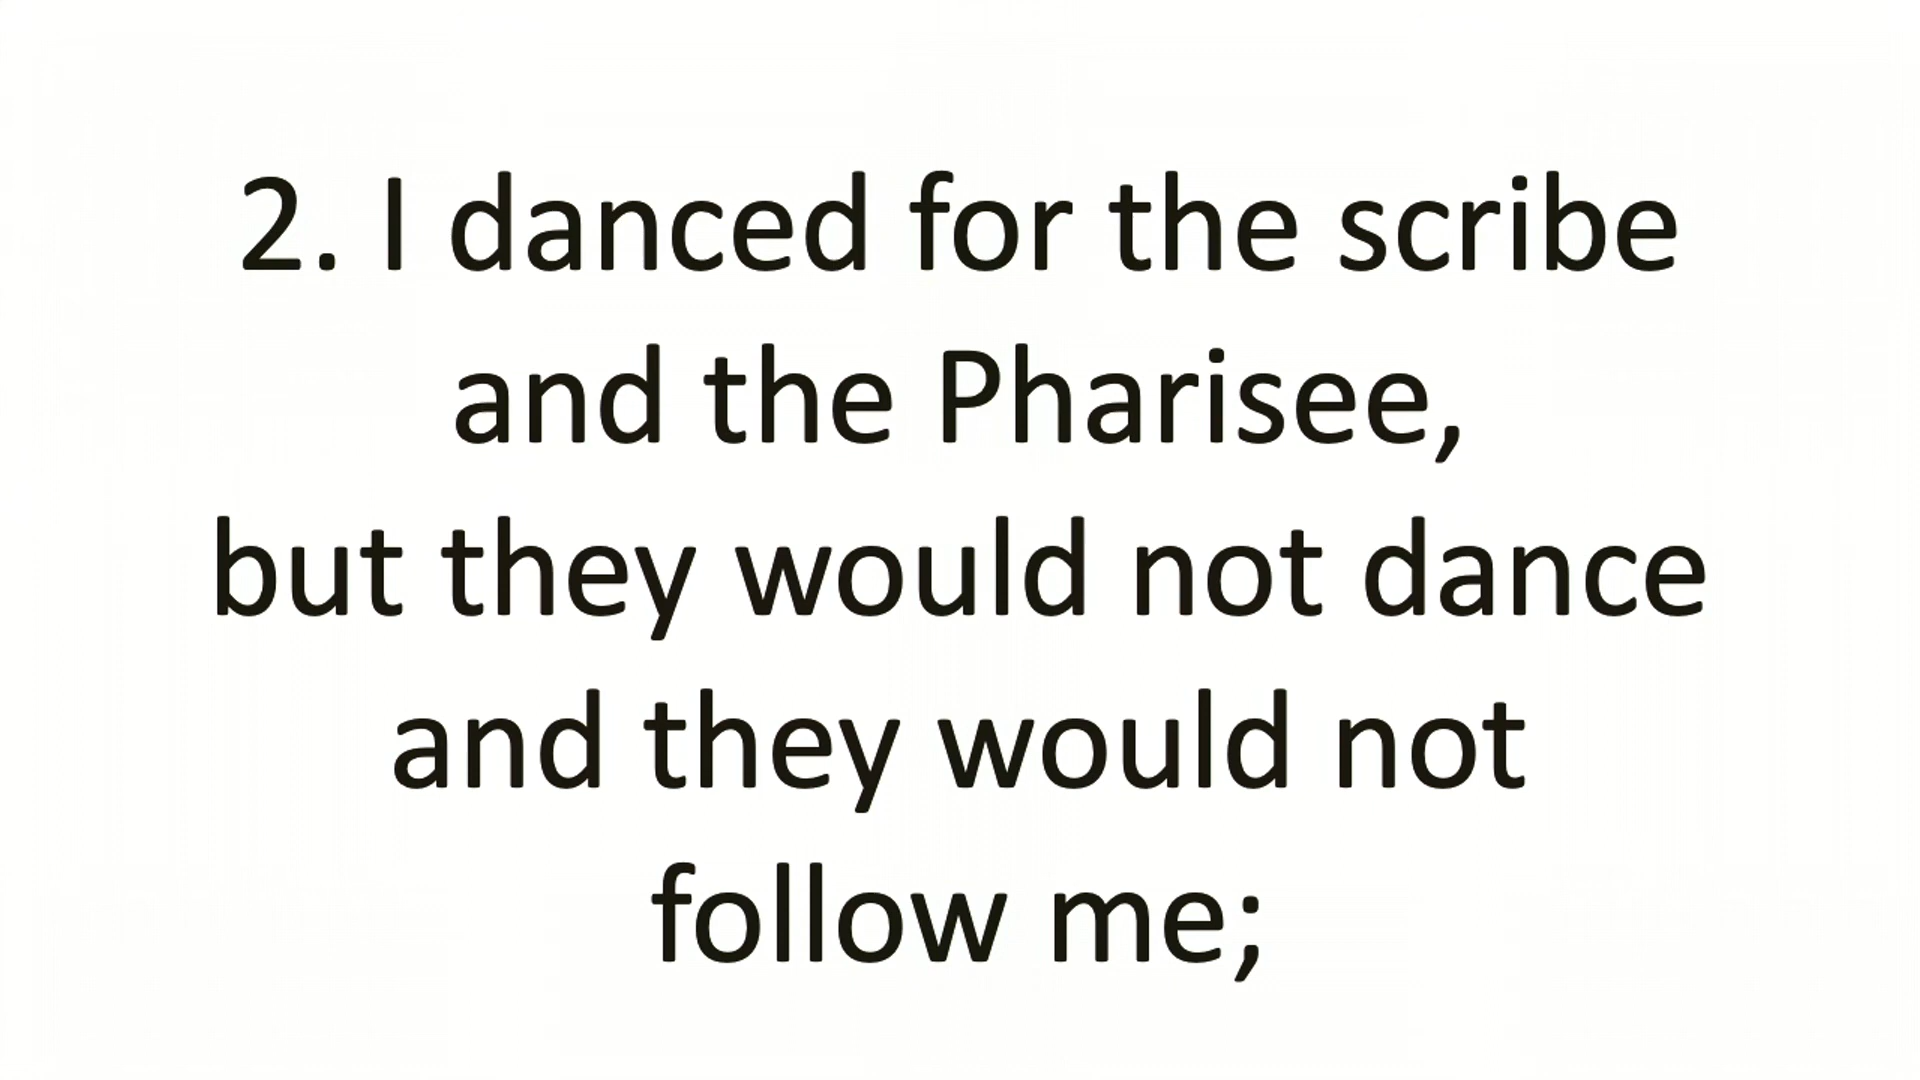 2. I danced for the scribe
and the Pharisee,
but they would not dance
and they would not
follow me;